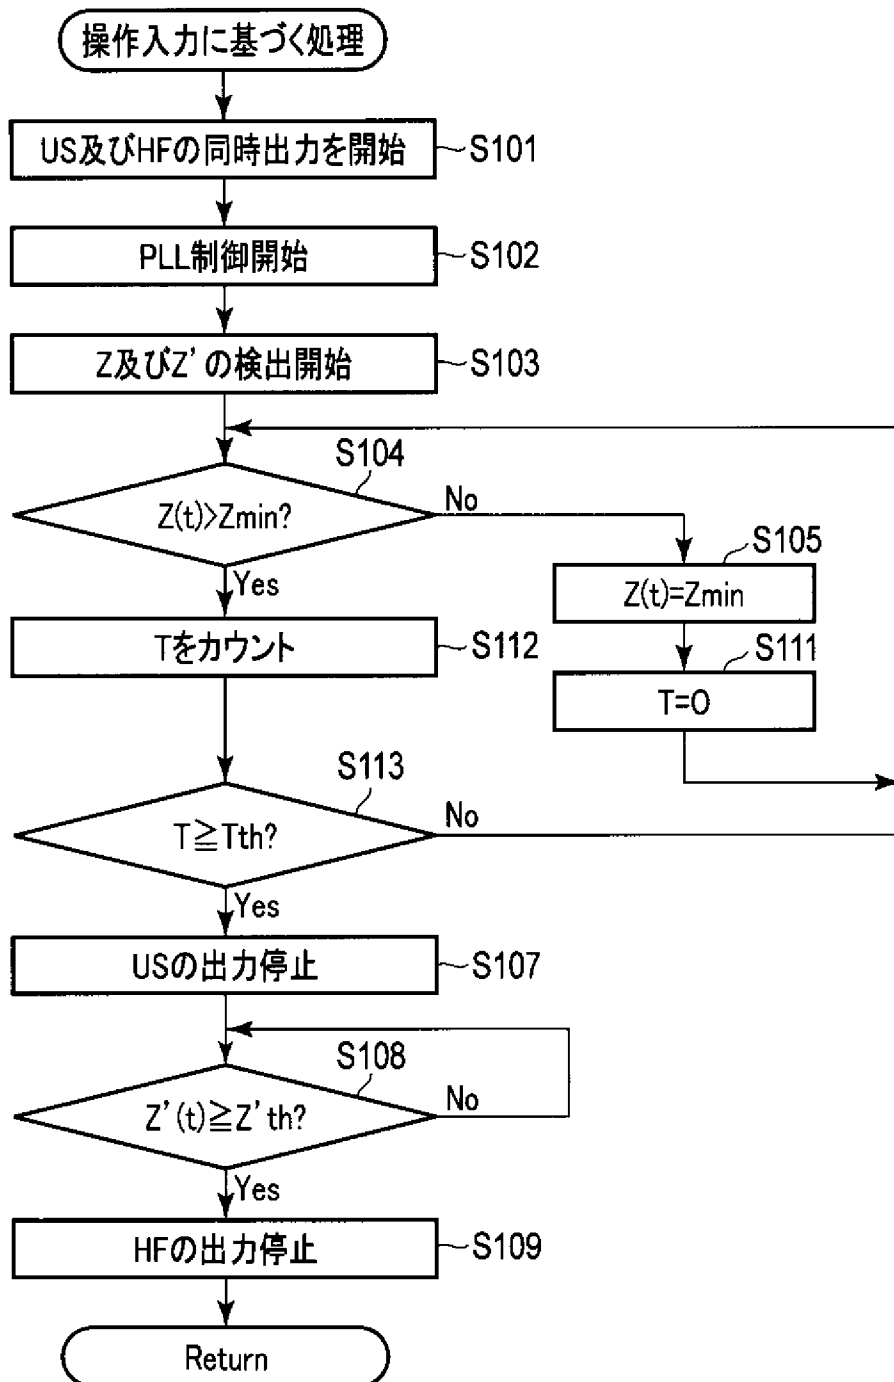 操作入力に基づく処理
US及びHFの同時出力を開始
S101
PLL制御開始
S102
Z及びZ'の検出開始
S103
S104
Z(t)>Zmin?
No
S105
Yes
Z(t)=Zmin
Tをカウント
S112
S111
T=0
S113
T≧Tth?
No
Yes
USの出力停止
S107
S108
Z'(t)≧Z'th?
No
Yes
HFの出力停止
S109
Return